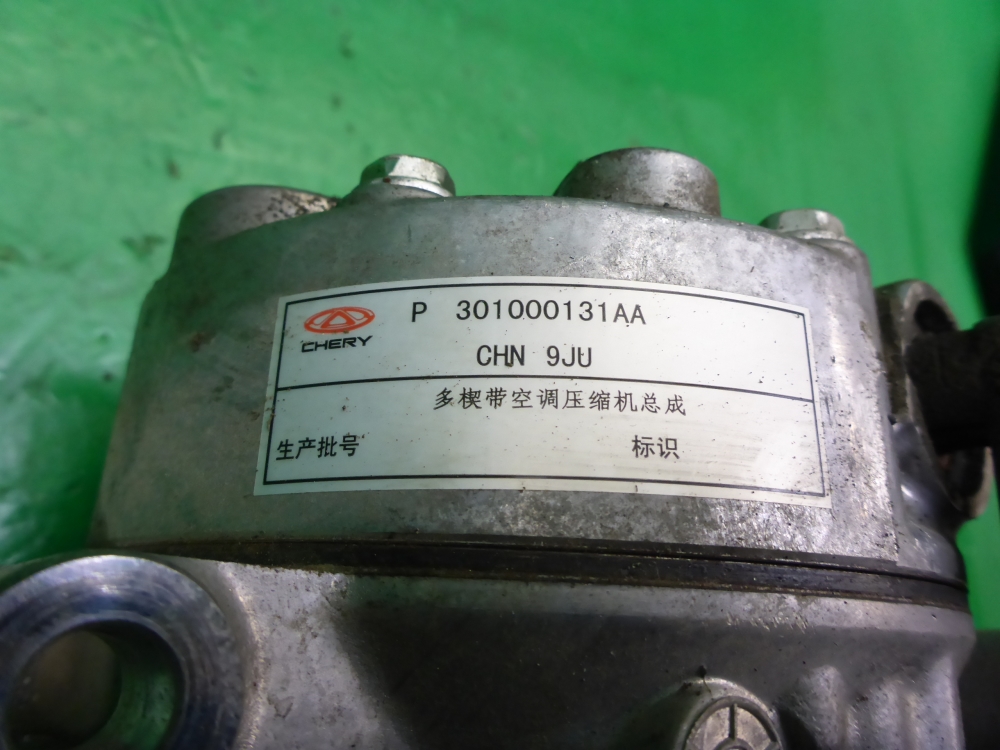 P 301000131AA
CHERY
CHN 9JU
多楔带空调压缩机总成
生产批号 标识